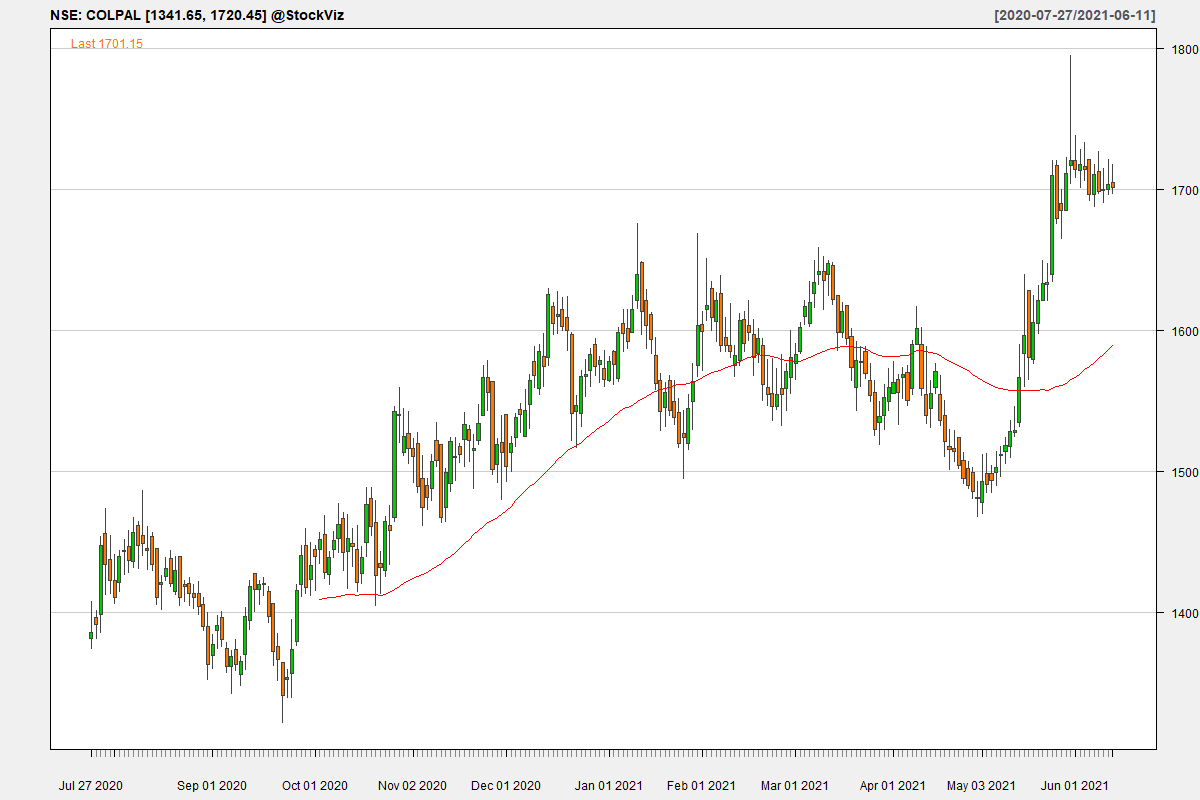 NSE: COLPAL [1341.65, 1720.45] @StockViz [2020-07-27/2021-06-11]
Last 1701.15
1800
1700
1600
1500
1400
Jul 27 2020 Sep 01 2020 Oct 01 2020 Nov 02 2020 Dec 01 2020 Jan 01 2021 Feb 01 2021 Mar 01 2021 Apr 01 2021 May 03 2021 Jun 01 2021